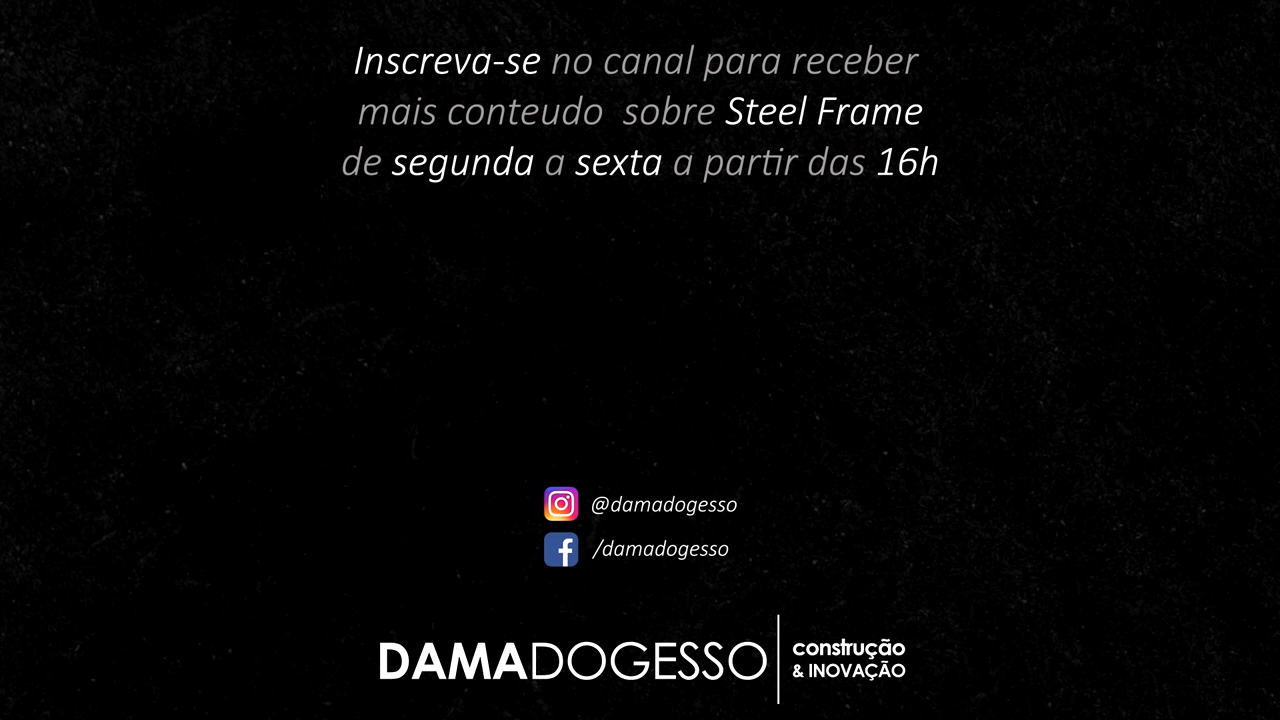 Inscreva-se no canal para receber
mais conteudo sobre Steel Frame
de segunda a sexta a partir das 16h
@damadogesso
/damadogesso
DAMADOGESSO
construção
& INOVAÇÃO